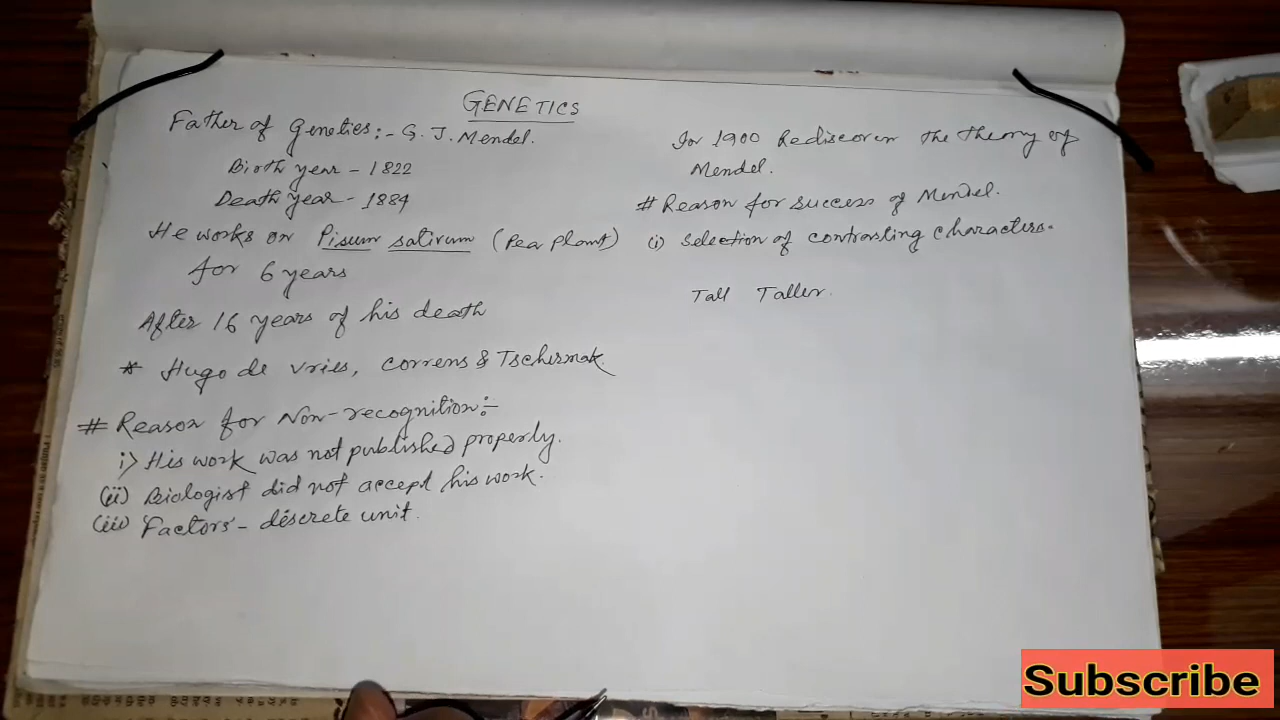 GENETICS
Father of Genetics:- G. J. Mendel.
Birth year - 1822
Death year - 1884
He works on Pisum sativum (Pea Plant)
for 6 years
After 16 years of his death
* Hugo de Vries, Correns & Tschermak.
# Reason for Non-recognition:-
i) His work was not published properly.
(ii) Biologist did not accept his work.
(iii) 'Factors' - discrete unit.
In 1900 Rediscover the theory of
Mendel.
# Reason for success of Mendel.
(i) Selection of contrasting characters.
Tall Taller.
Subscribe